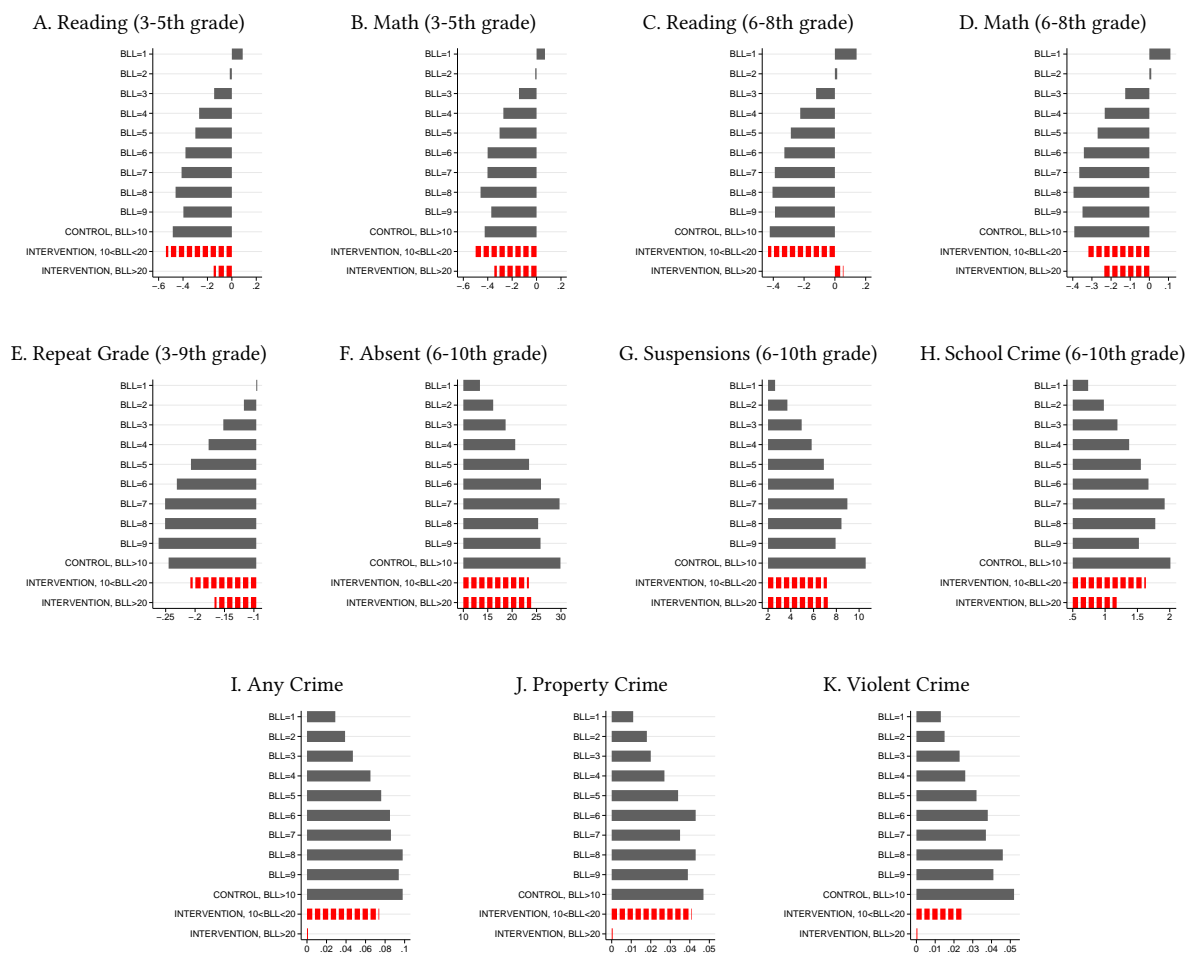 A. Reading (3-5th grade)
BLL=1
BLL=2
BLL=3
BLL=4
BLL=5
BLL=6
BLL=7
BLL=8
BLL=9
CONTROL, BLL>10
INTERVENTION, 10<BLL<20
INTERVENTION, BLL>20
-.6 -.4 -.2 0 .2
B. Math (3-5th grade)
BLL=1
BLL=2
BLL=3
BLL=4
BLL=5
BLL=6
BLL=7
BLL=8
BLL=9
CONTROL, BLL>10
INTERVENTION, 10<BLL<20
INTERVENTION, BLL>20
-.6 -.4 -.2 0 .2
C. Reading (6-8th grade)
BLL=1
BLL=2
BLL=3
BLL=4
BLL=5
BLL=6
BLL=7
BLL=8
BLL=9
CONTROL, BLL>10
INTERVENTION, 10<BLL<20
INTERVENTION, BLL>20
-.4 -.2 0 .2
D. Math (6-8th grade)
BLL=1
BLL=2
BLL=3
BLL=4
BLL=5
BLL=6
BLL=7
BLL=8
BLL=9
CONTROL, BLL>10
INTERVENTION, 10<BLL<20
INTERVENTION, BLL>20
-.4 -.3 -.2 -.1 0 .1
E. Repeat Grade (3-9th grade)
BLL=1
BLL=2
BLL=3
BLL=4
BLL=5
BLL=6
BLL=7
BLL=8
BLL=9
CONTROL, BLL>10
INTERVENTION, 10<BLL<20
INTERVENTION, BLL>20
-.25 -.2 -.15 -.1
F. Absent (6-10th grade)
BLL=1
BLL=2
BLL=3
BLL=4
BLL=5
BLL=6
BLL=7
BLL=8
BLL=9
CONTROL, BLL>10
INTERVENTION, 10<BLL<20
INTERVENTION, BLL>20
10 15 20 25 30
G. Suspensions (6-10th grade)
BLL=1
BLL=2
BLL=3
BLL=4
BLL=5
BLL=6
BLL=7
BLL=8
BLL=9
CONTROL, BLL>10
INTERVENTION, 10<BLL<20
INTERVENTION, BLL>20
2 4 6 8 10
H. School Crime (6-10th grade)
BLL=1
BLL=2
BLL=3
BLL=4
BLL=5
BLL=6
BLL=7
BLL=8
BLL=9
CONTROL, BLL>10
INTERVENTION, 10<BLL<20
INTERVENTION, BLL>20
.5 1 1.5 2
I. Any Crime
BLL=1
BLL=2
BLL=3
BLL=4
BLL=5
BLL=6
BLL=7
BLL=8
BLL=9
CONTROL, BLL>10
INTERVENTION, 10<BLL<20
INTERVENTION, BLL>20
0 .02 .04 .06 .08 .1
J. Property Crime
BLL=1
BLL=2
BLL=3
BLL=4
BLL=5
BLL=6
BLL=7
BLL=8
BLL=9
CONTROL, BLL>10
INTERVENTION, 10<BLL<20
INTERVENTION, BLL>20
0 .01 .02 .03 .04 .05
K. Violent Crime
BLL=1
BLL=2
BLL=3
BLL=4
BLL=5
BLL=6
BLL=7
BLL=8
BLL=9
CONTROL, BLL>10
INTERVENTION, 10<BLL<20
INTERVENTION, BLL>20
0 .01 .02 .03 .04 .05